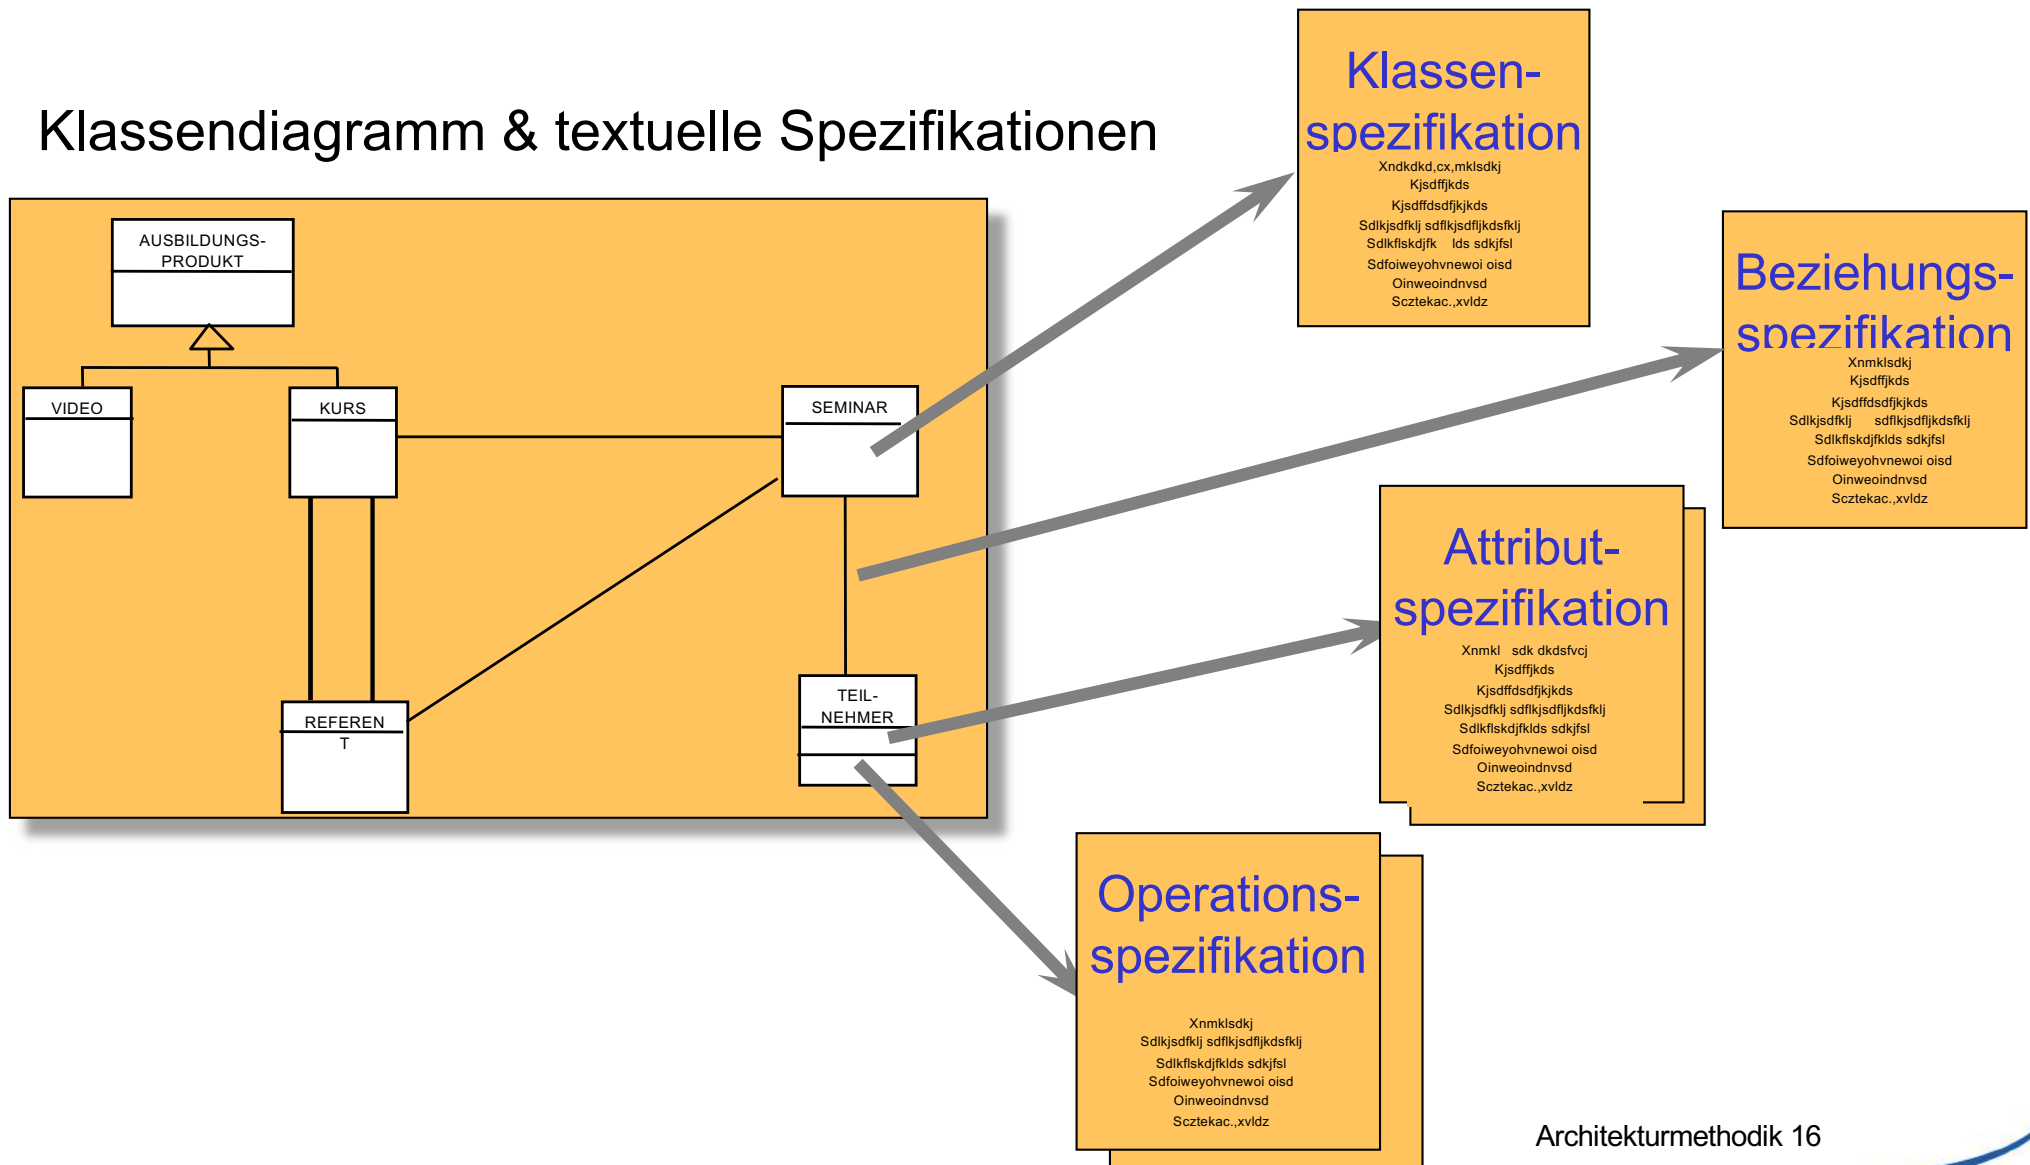 Klassendiagramm & textuelle Spezifikationen
AUSBILDUNGS-
PRODUKT
VIDEO
KURS
SEMINAR
REFEREN
T
TEIL-
NEHMER
Klassen-
spezifikation
Xndkdkd,cx,mklsdkj
Kjsdffjkds
Kjsdffdsdfjkjkds
Sdlkjsdfklj sdflkjsdfljkdsfklj
Sdlkflskdjfk lds sdkjfsl
Sdfoiweyohvnewoi oisd
Oinweoindnvsd
Scztekac.,xvldz
Beziehungs-
spezifikation
Xnmklsdkj
Kjsdffjkds
Kjsdffdsdfjkjkds
Sdlkjsdfklj sdflkjsdfljkdsfklj
Sdlkflskdjfklds sdkjfsl
Sdfoiweyohvnewoi oisd
Oinweoindnvsd
Scztekac.,xvldz
Attribut-
spezifikation
Xnmkl sdk dkdsfvcj
Kjsdffjkds
Kjsdffdsdfjkjkds
Sdlkjsdfklj sdflkjsdfljkdsfklj
Sdlkflskdjfklds sdkjfsl
Sdfoiweyohvnewoi oisd
Oinweoindnvsd
Scztekac.,xvldz
Operations-
spezifikation
Xnmklsdkj
Sdlkjsdfklj sdflkjsdfljkdsfklj
Sdlkflskdjfklds sdkjfsl
Sdfoiweyohvnewoi oisd
Oinweoindnvsd
Scztekac.,xvldz
Architekturmethodik 16